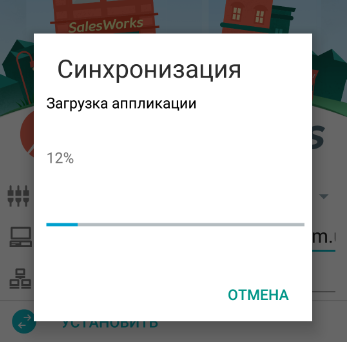 SalesWorks
Синхронизация
Загрузка аппликации
12%
s
m.
ОТМЕНА
УСТАНОВИТЬ